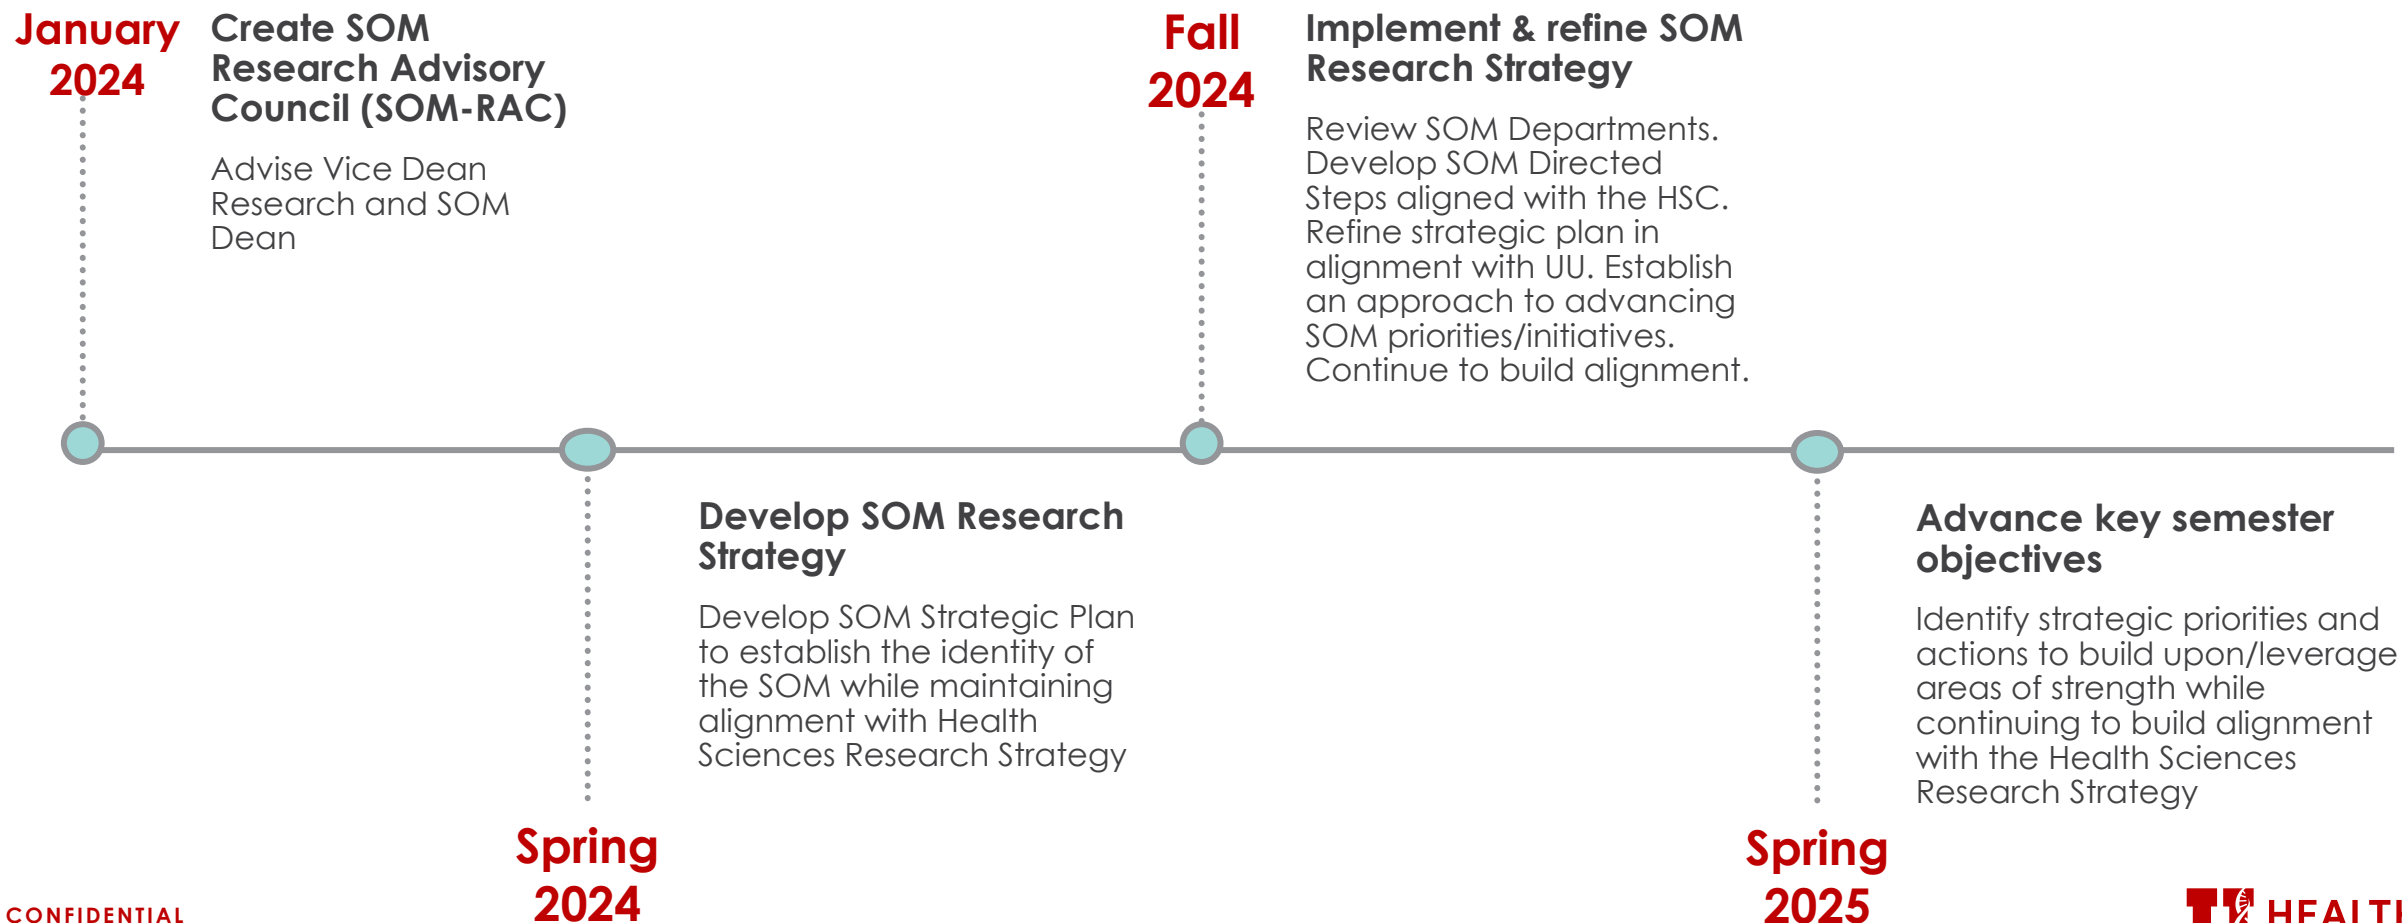 January
2024
Create SOM
Research Advisory
Council (SOM-RAC)
Advise Vice Dean
Research and SOM
Dean
Fall
2024
Implement & refine SOM
Research Strategy
Review SOM Departments.
Develop SOM Directed
Steps aligned with the HSC.
Refine strategic plan in
alignment with UU. Establish
an approach to advancing
SOM priorities/initiatives.
Continue to build alignment.
Develop SOM Research
Strategy
Develop SOM Strategic Plan
to establish the identity of
the SOM while maintaining
alignment with Health
Sciences Research Strategy
Spring
2024
Advance key semester
objectives
Identify strategic priorities and
actions to build upon/leverage
areas of strength while
continuing to build alignment
with the Health Sciences
Research Strategy
Spring
2025
CONFIDENTIAL
HEALTH